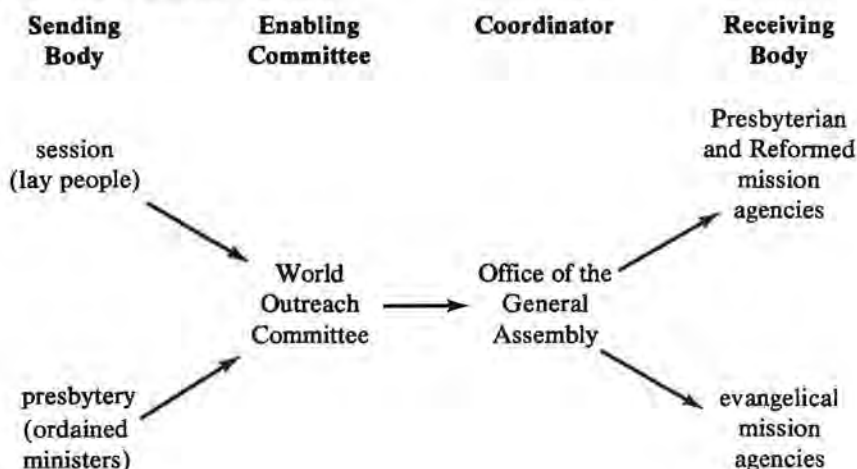 Sending Body
Enabling Committee
Coordinator
Receiving Body
session
(lay people)
presbytery
(ordained
ministers)
World
Outreach
Committee
Office of the
General
Assembly
Presbyterian
and Reformed
mission
agencies
evangelical
mission
agencies